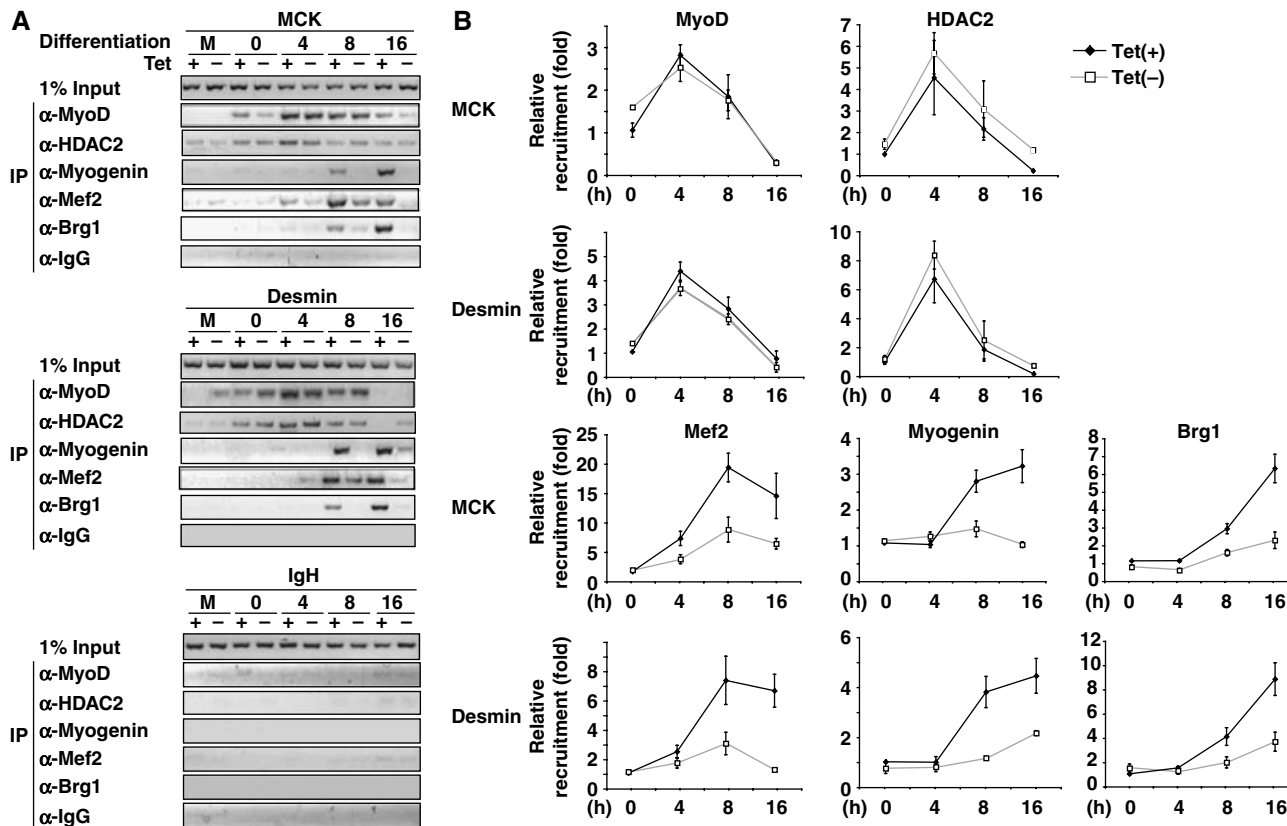 A
MCK
Differentiation M 0 4 8 16
Tet + − + − + − + − + −
1% Input
IP
α-MyoD
α-HDAC2
α-Myogenin
α-Mef2
α-Brg1
α-IgG
Desmin
M 0 4 8 16
+ − + − + − + − + −
1% Input
IP
α-MyoD
α-HDAC2
α-Myogenin
α-Mef2
α-Brg1
α-IgG
IgH
M 0 4 8 16
+ − + − + − + − + −
1% Input
IP
α-MyoD
α-HDAC2
α-Myogenin
α-Mef2
α-Brg1
α-IgG
B
MyoD
MCK
Relative recruitment (fold)
3
2
1
0
(h) 0 4 8 16
HDAC2
7
6
5
4
3
2
1
0
(h) 0 4 8 16
Tet(+)
Tet(−)
Desmin
Relative recruitment (fold)
6
5
4
3
2
1
0
(h) 0 4 8 16
10
8
6
4
2
0
(h) 0 4 8 16
Mef2
MCK
Relative recruitment (fold)
25
20
15
10
5
0
(h) 0 4 8 16
Myogenin
4
3
2
1
0
(h) 0 4 8 16
Brg1
8
7
6
5
4
3
2
1
0
(h) 0 4 8 16
Desmin
Relative recruitment (fold)
10
8
6
4
2
0
(h) 0 4 8 16
6
4
2
0
(h) 0 4 8 16
12
10
8
6
4
2
0
(h) 0 4 8 16